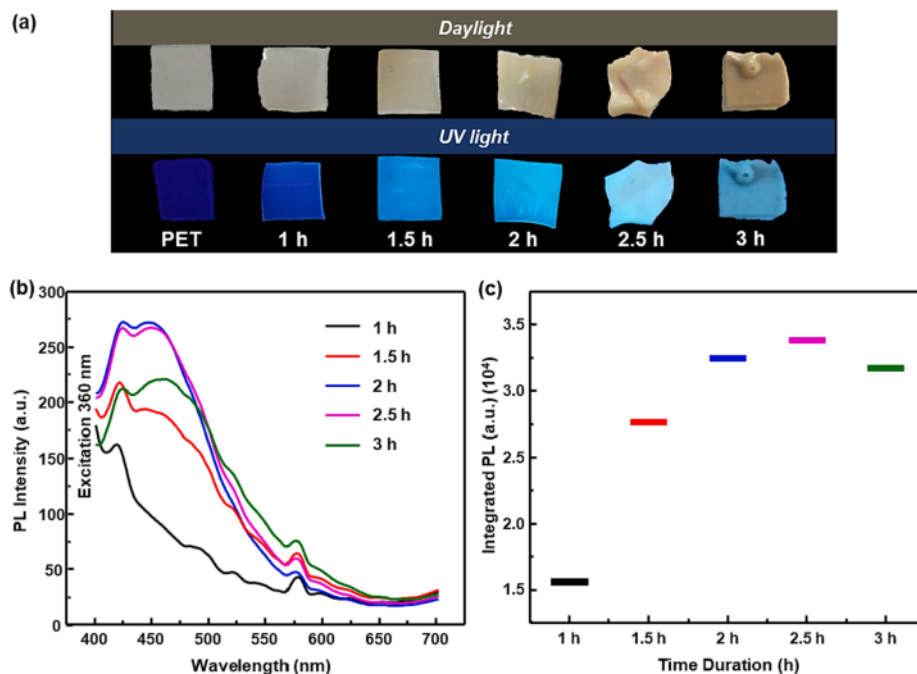 (a)
Daylight
UV light
PET 1 h 1.5 h 2 h 2.5 h 3 h
(b)
300
250
200
150
100
50
0
PL Intensity (a.u.)
Excitation 360 nm
1 h
1.5 h
2 h
2.5 h
3 h
400 450 500 550 600 650 700
Wavelength (nm)
(c)
3.5
3.0
2.5
2.0
1.5
Integrated PL (a.u.) (10⁴)
1 h 1.5 h 2 h 2.5 h 3 h
Time Duration (h)